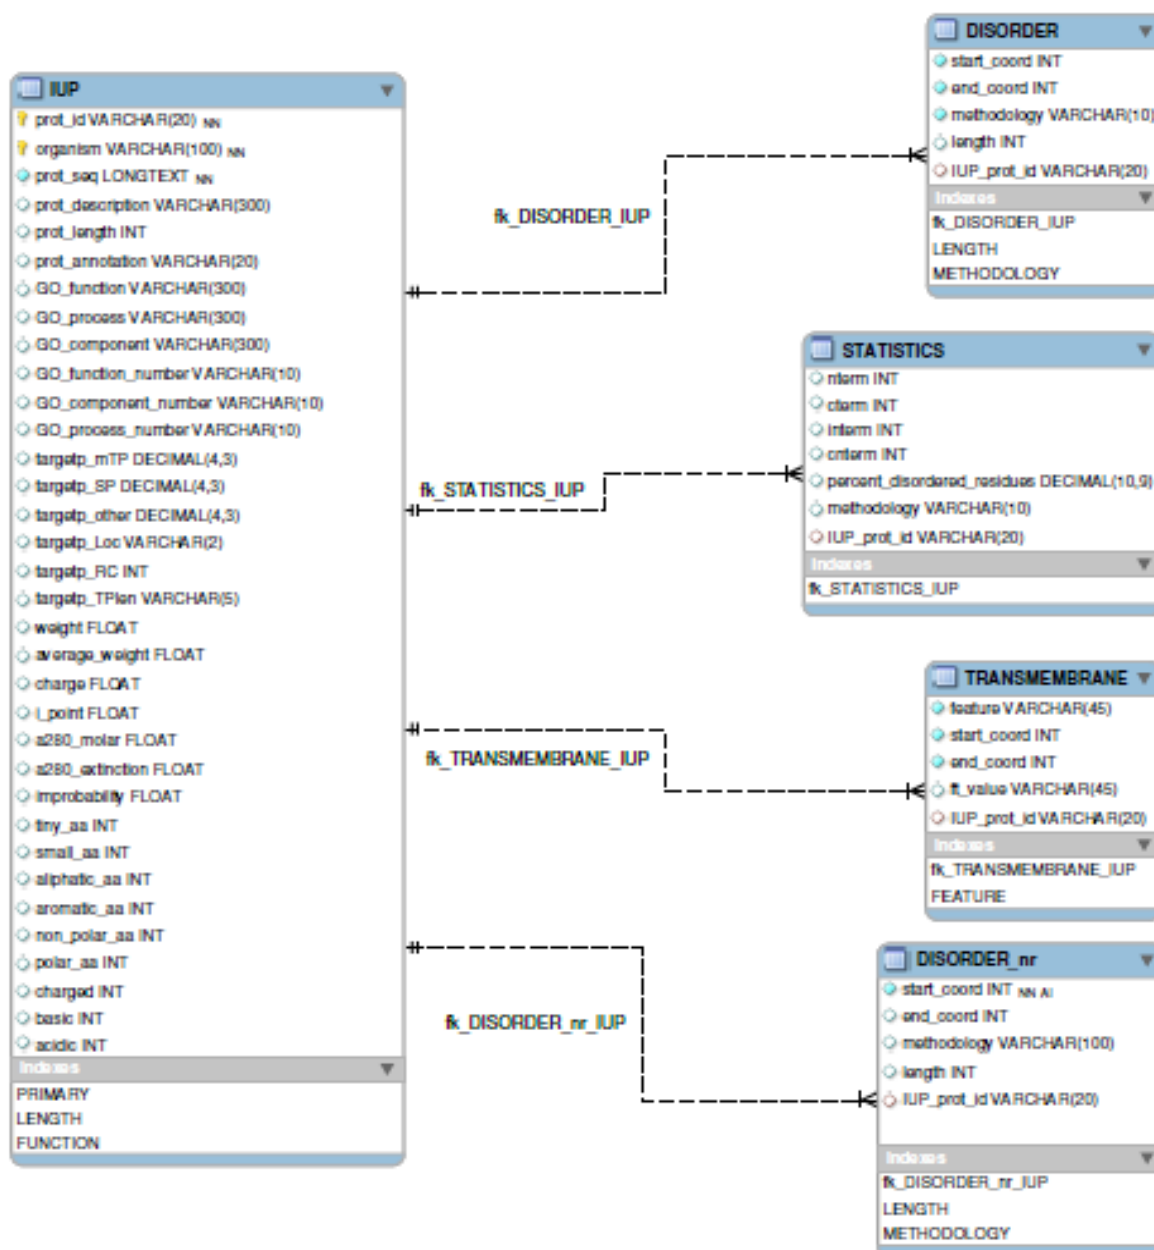 IUP
prot_id VARCHAR(20) NN
organism VARCHAR(100) NN
prot_seq LONGTEXT NN
prot_description VARCHAR(300)
prot_length INT
prot_annotation VARCHAR(20)
GO_function VARCHAR(300)
GO_process VARCHAR(300)
GO_component VARCHAR(300)
GO_function_number VARCHAR(10)
GO_component_number VARCHAR(10)
GO_process_number VARCHAR(10)
targetp_mTP DECIMAL(4,3)
targetp_SP DECIMAL(4,3)
targetp_other DECIMAL(4,3)
targetp_Loc VARCHAR(2)
targetp_RC INT
targetp_TPlen VARCHAR(5)
weight FLOAT
average_weight FLOAT
charge FLOAT
i_point FLOAT
a280_molar FLOAT
a280_extinction FLOAT
improbability FLOAT
tiny_aa INT
small_aa INT
aliphatic_aa INT
aromatic_aa INT
non_polar_aa INT
polar_aa INT
charged INT
basic INT
acidic INT
Indexes
PRIMARY
LENGTH
FUNCTION
fk_DISORDER_IUP
fk_STATISTICS_IUP
fk_TRANSMEMBRANE_IUP
fk_DISORDER_nr_IUP
DISORDER
start_coord INT
end_coord INT
methodology VARCHAR(10)
length INT
IUP_prot_id VARCHAR(20)
Indexes
fk_DISORDER_IUP
LENGTH
METHODOLOGY
STATISTICS
nterm INT
cterm INT
interm INT
cnterm INT
percent_disordered_residues DECIMAL(10,9)
methodology VARCHAR(10)
IUP_prot_id VARCHAR(20)
Indexes
fk_STATISTICS_IUP
TRANSMEMBRANE
feature VARCHAR(45)
start_coord INT
end_coord INT
ft_value VARCHAR(45)
IUP_prot_id VARCHAR(20)
Indexes
fk_TRANSMEMBRANE_IUP
FEATURE
DISORDER_nr
start_coord INT NN AI
end_coord INT
methodology VARCHAR(100)
length INT
IUP_prot_id VARCHAR(20)
Indexes
fk_DISORDER_nr_IUP
LENGTH
METHODOLOGY